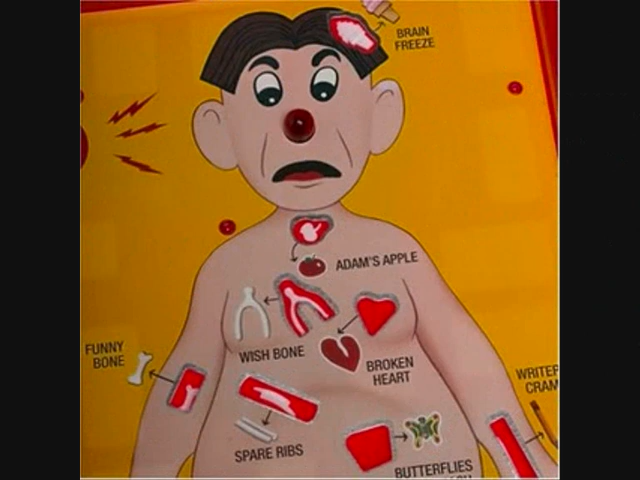 BRAIN
FREEZE
ADAM'S APPLE
WISH BONE
BROKEN
HEART
FUNNY
BONE
SPARE RIBS
BUTTERFLIES
WRITER
CRAM